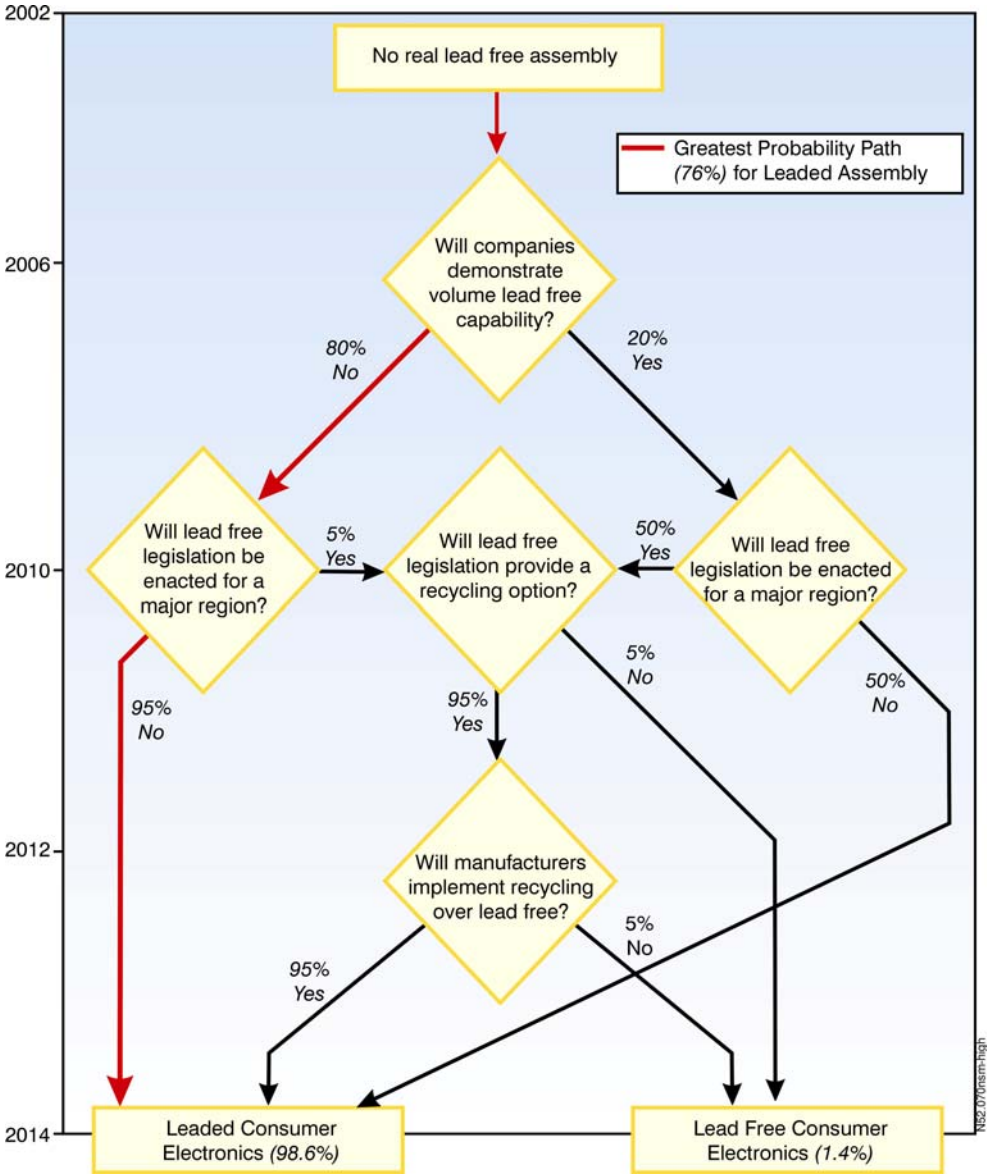 2002
No real lead free assembly
Greatest Probability Path
(76%) for Leaded Assembly
Will companies
demonstrate
volume lead free
capability?
2006
80%
No
20%
Yes
Will lead free
legislation be
enacted for a
major region?
5%
Yes
Will lead free
legislation provide a
recycling option?
50%
Yes
Will lead free
legislation be enacted
for a major region?
2010
95%
No
95%
Yes
5%
No
50%
No
2012
Will manufacturers
implement recycling
over lead free?
95%
Yes
5%
No
N52.070nsm-high
2014
Leaded Consumer
Electronics (98.6%)
Lead Free Consumer
Electronics (1.4%)